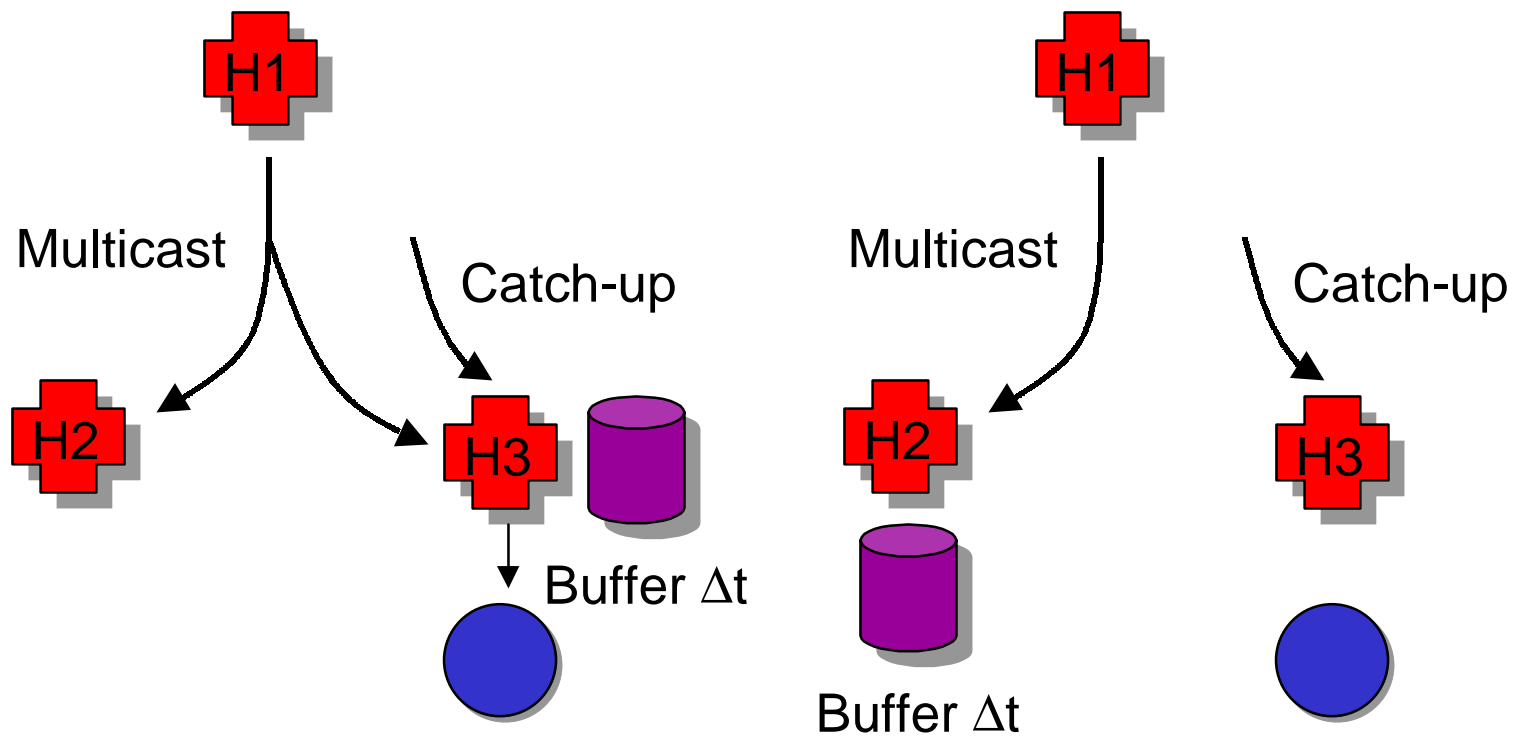 H1
Multicast
Catch-up
H2
H3
Buffer Δt
H1
Multicast
Catch-up
H2
H3
Buffer Δt